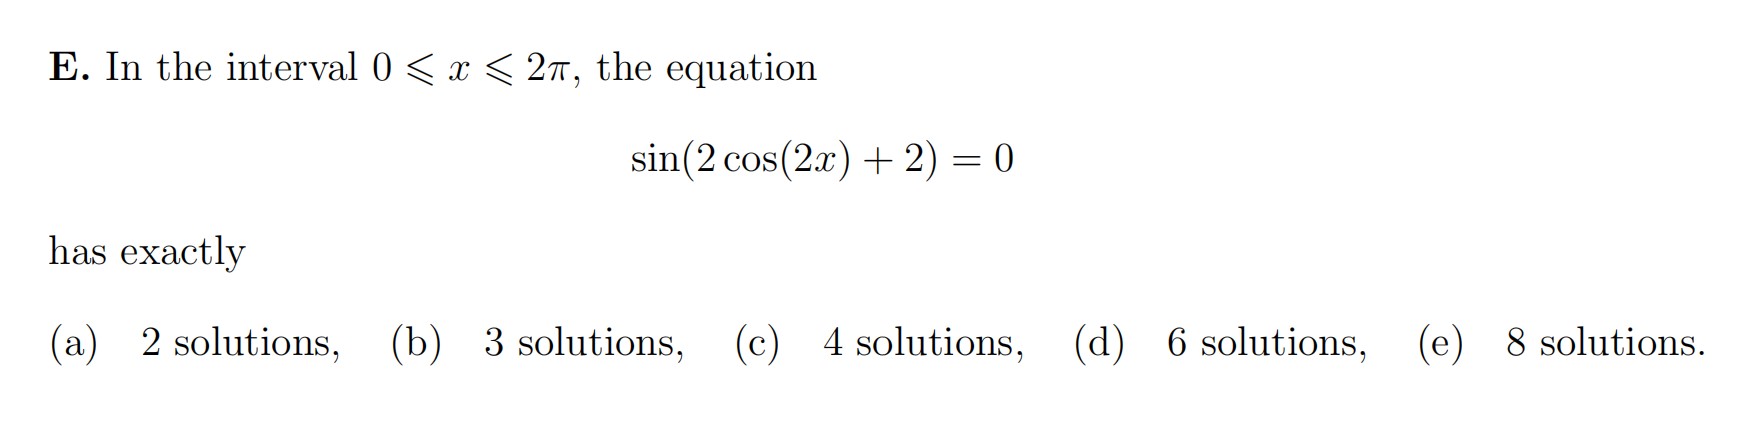 E. In the interval 0 ⩽ x ⩽ 2π, the equation
sin(2 cos(2x) + 2) = 0
has exactly
(a) 2 solutions, (b) 3 solutions, (c) 4 solutions, (d) 6 solutions, (e) 8 solutions.